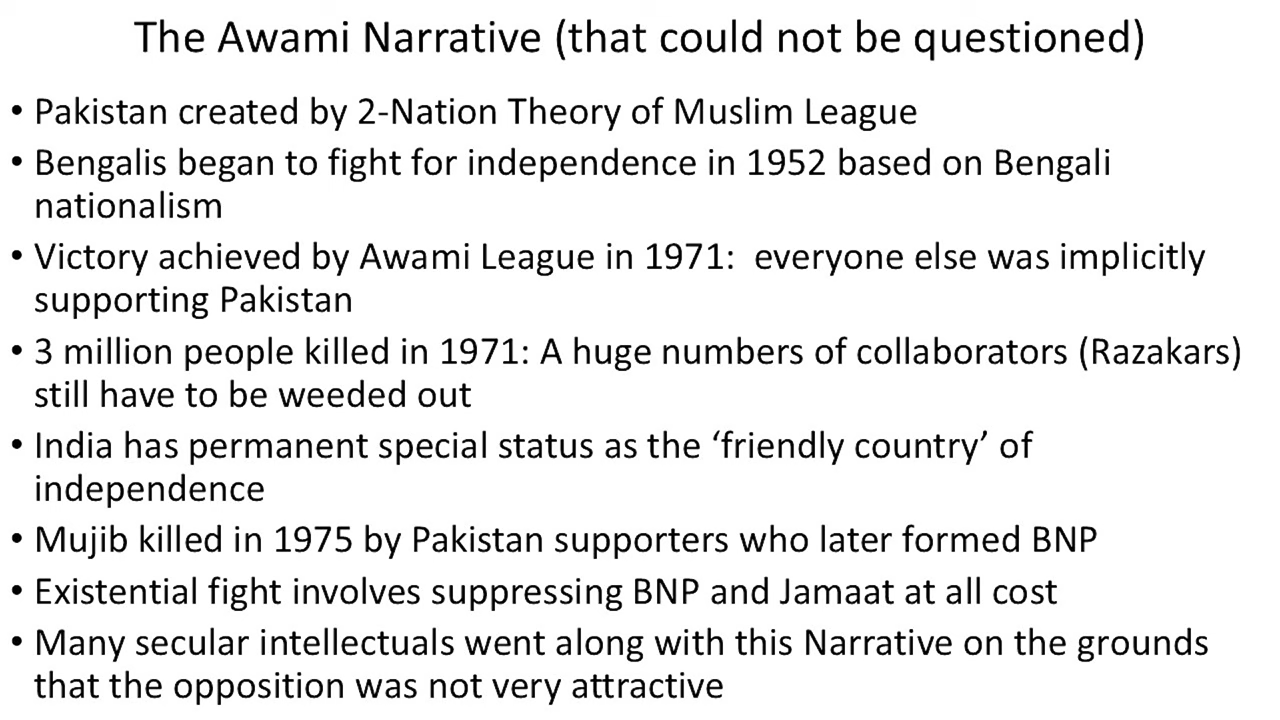 The Awami Narrative (that could not be questioned)
• Pakistan created by 2-Nation Theory of Muslim League
• Bengalis began to fight for independence in 1952 based on Bengali
nationalism
• Victory achieved by Awami League in 1971:  everyone else was implicitly
supporting Pakistan
• 3 million people killed in 1971: A huge numbers of collaborators (Razakars)
still have to be weeded out
• India has permanent special status as the ‘friendly country’ of
independence
• Mujib killed in 1975 by Pakistan supporters who later formed BNP
• Existential fight involves suppressing BNP and Jamaat at all cost
• Many secular intellectuals went along with this Narrative on the grounds
that the opposition was not very attractive